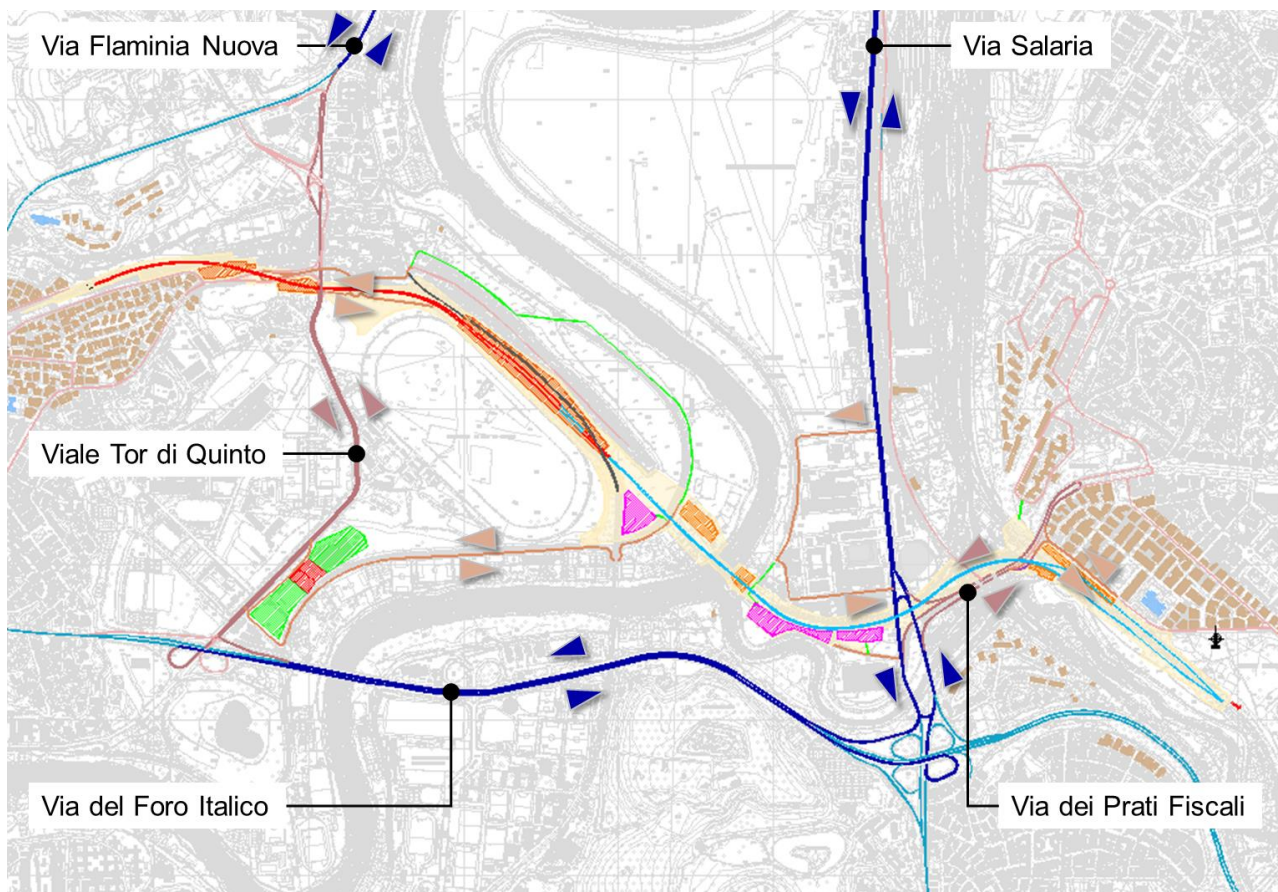 Via Flaminia Nuova
Via Salaria
Viale Tor di Quinto
Via del Foro Italico
Via dei Prati Fiscali